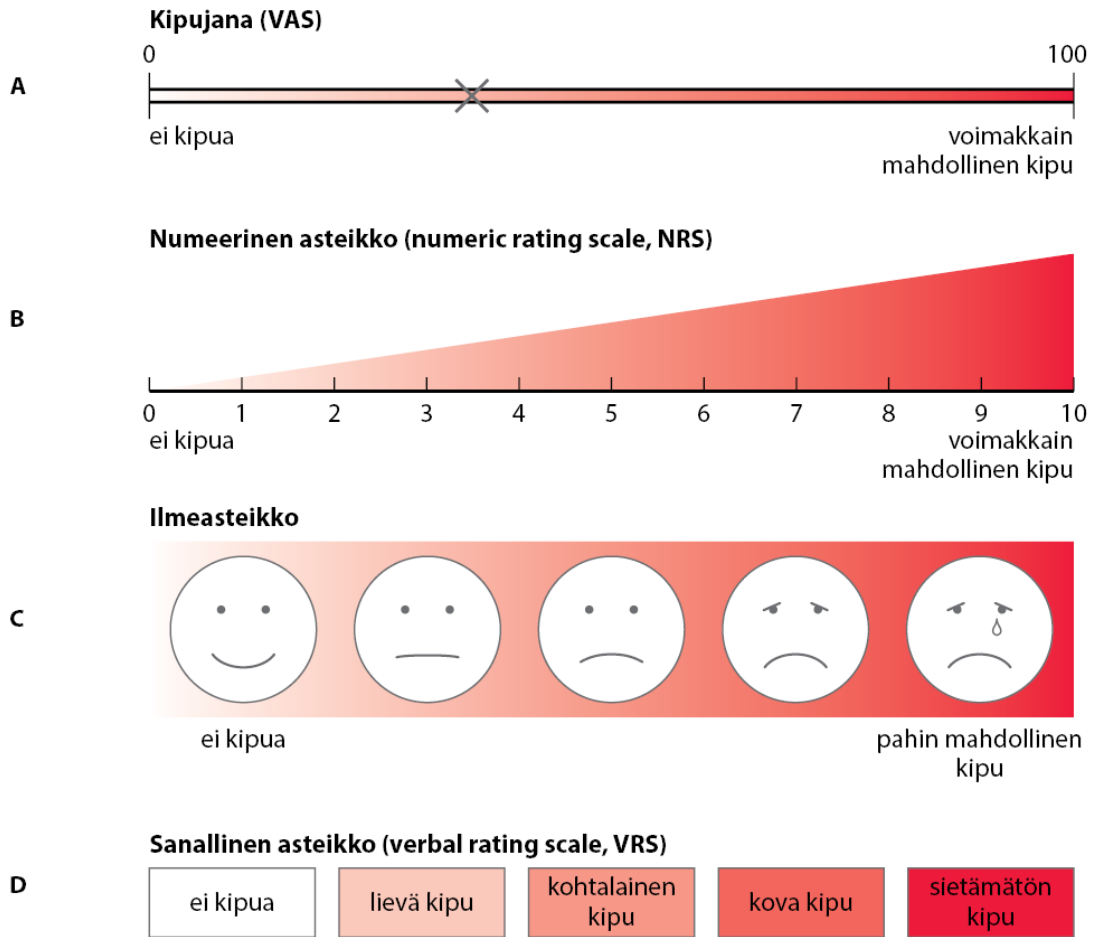 Kipujana (VAS)
0 100
A
ei kipua voimakkain
mahdollinen kipu
Numeerinen asteikko (numeric rating scale, NRS)
B
0 1 2 3 4 5 6 7 8 9 10
ei kipua voimakkain
mahdollinen kipu
Ilmeasteikko
C
ei kipua pahin mahdollinen
kipu
Sanallinen asteikko (verbal rating scale, VRS)
D
ei kipua
lievä kipu
kohtalainen
kipu
kova kipu
sietämätön
kipu